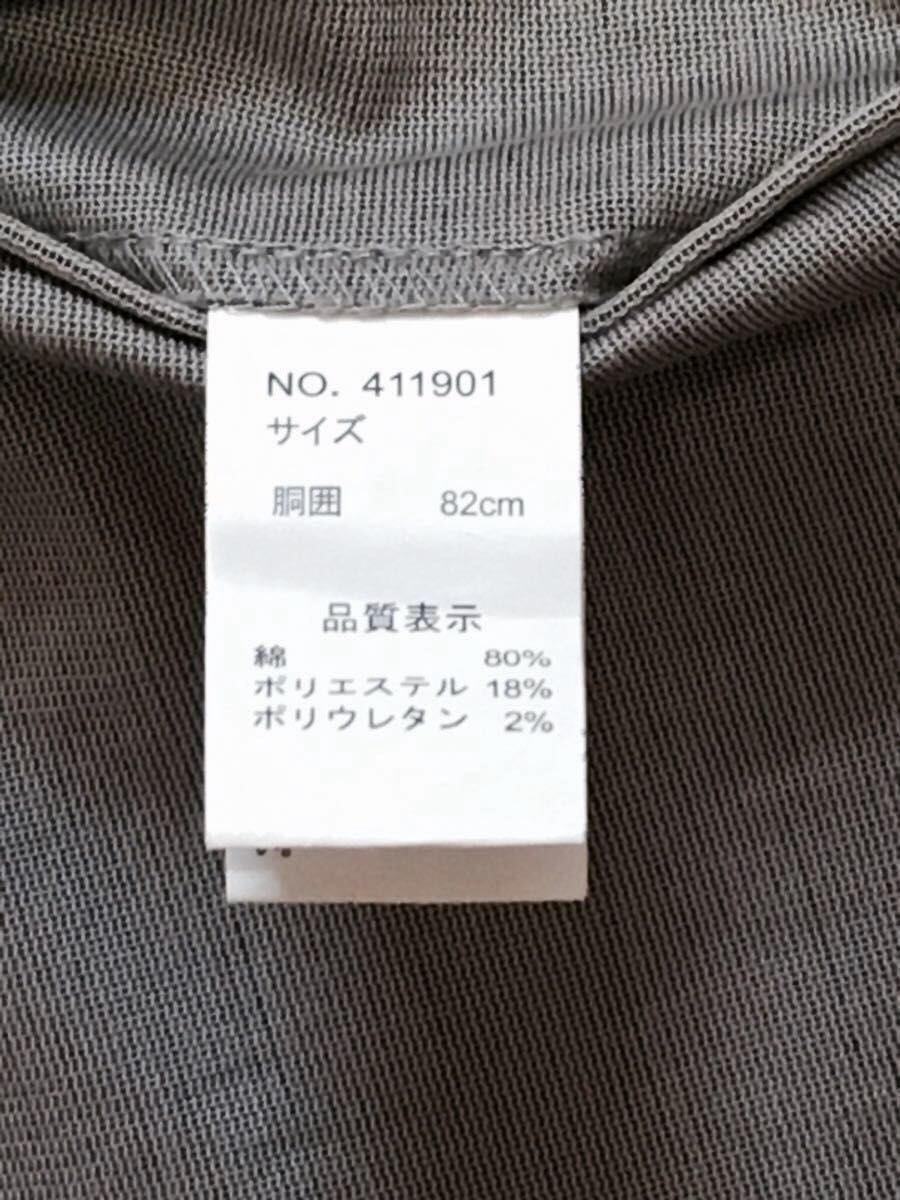 NO. 411901
サイズ
胴囲 82cm
品質表示
綿 80%
ポリエステル 18%
ポリウレタン 2%